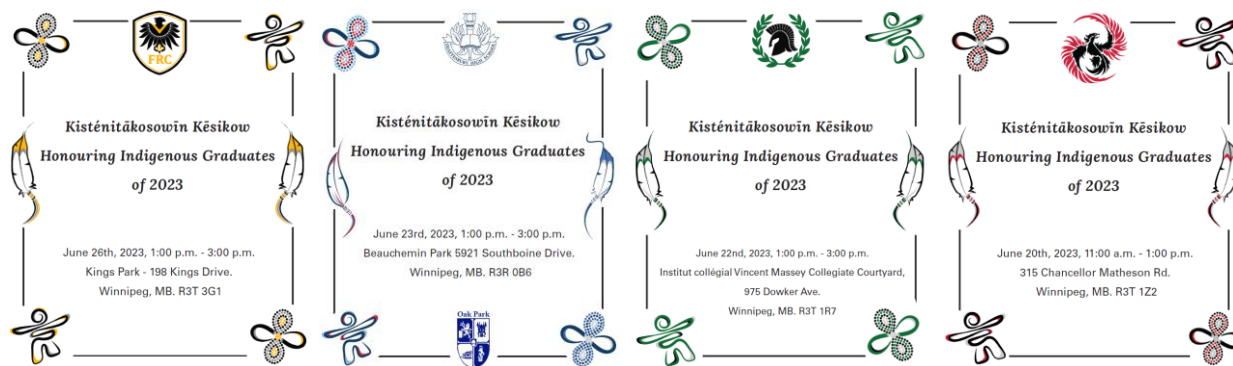 FRC
Kisténitākosowīn Kēsikow
Honouring Indigenous Graduates
of 2023
June 26th, 2023, 1:00 p.m. - 3:00 p.m.
Kings Park - 198 Kings Drive.
Winnipeg, MB. R3T 3G1
Kisténitākosowīn Kēsikow
Honouring Indigenous Graduates
of 2023
June 23rd, 2023, 1:00 p.m. - 3:00 p.m.
Beauchemin Park 5921 Southboine Drive.
Winnipeg, MB. R3R 0B6
Oak Park
Kisténitākosowīn Kēsikow
Honouring Indigenous Graduates
of 2023
June 22nd, 2023, 1:00 p.m. - 3:00 p.m.
Institut collégial Vincent Massey Collegiate Courtyard,
975 Dowker Ave.
Winnipeg, MB. R3T 1R7
Kisténitākosowīn Kēsikow
Honouring Indigenous Graduates
of 2023
June 20th, 2023, 11:00 a.m. - 1:00 p.m.
315 Chancellor Matheson Rd.
Winnipeg, MB. R3T 1Z2